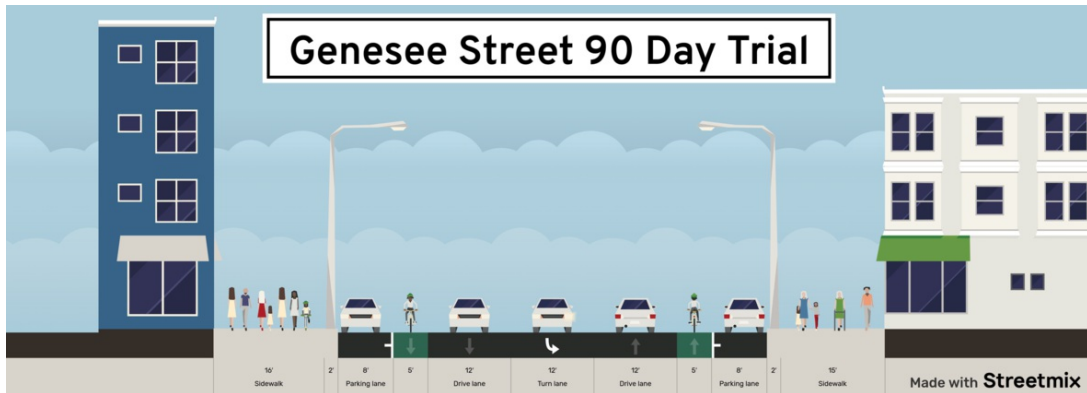 Genesee Street 90 Day Trial
16' 2' 8' 5' 12' 12' 12' 5' 8' 2' 15'
Sidewalk Parking lane Drive lane Turn lane Drive lane Parking lane Sidewalk
Made with Streetmix